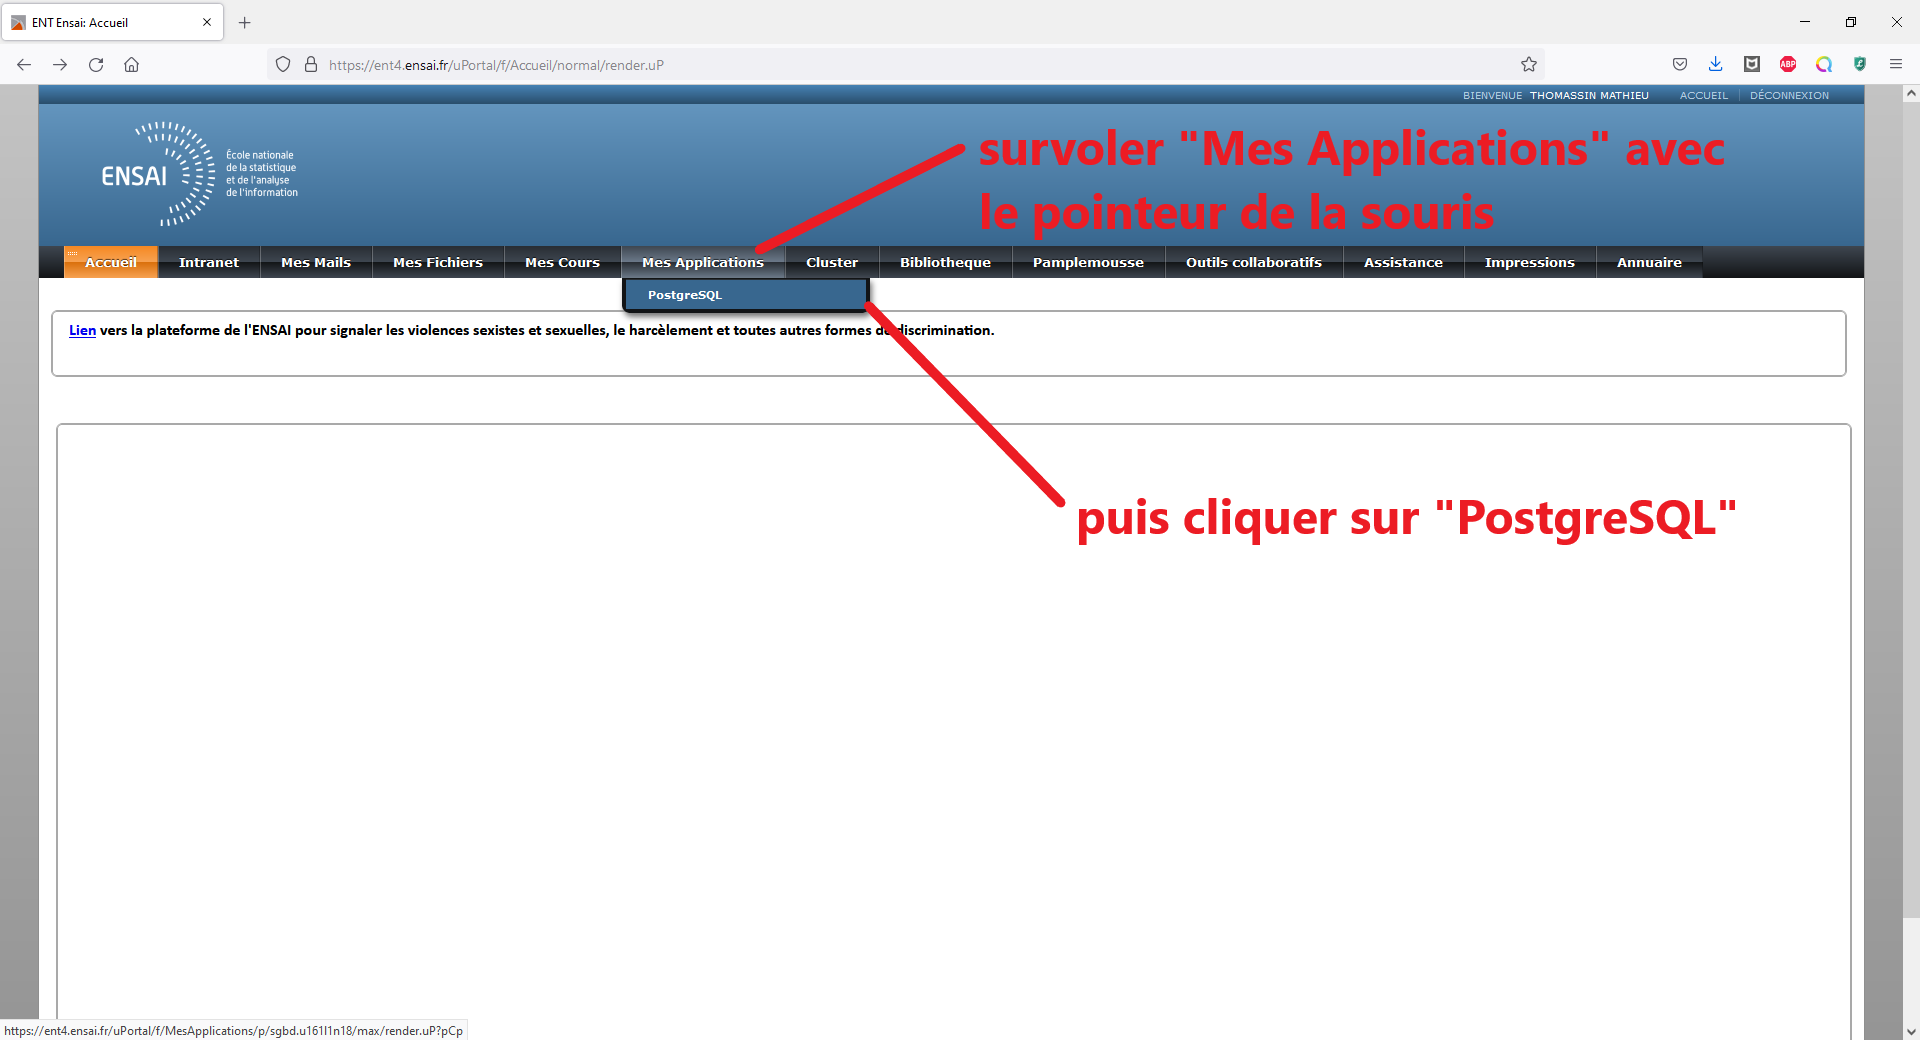 ENT Ensai: Accueil
https://ent4.ensai.fr/uPortal/f/Accueil/normal/render.uP
ABP
BIENVENUE THOMASSIN MATHIEU ACCUEIL DÉCONNEXION
ENSAI
École nationale
de la statistique
et de l'analyse
de l'information
survoler "Mes Applications" avec
le pointeur de la souris
Accueil Intranet Mes Mails Mes Fichiers Mes Cours Mes Applications Cluster Bibliotheque Pamplemousse Outils collaboratifs Assistance Impressions Annuaire
PostgreSQL
Lien vers la plateforme de l'ENSAI pour signaler les violences sexistes et sexuelles, le harcèlement et toutes autres formes de discrimination.
puis cliquer sur "PostgreSQL"
https://ent4.ensai.fr/uPortal/f/MesApplications/p/sgbd.u161l1n18/max/render.uP?pCp